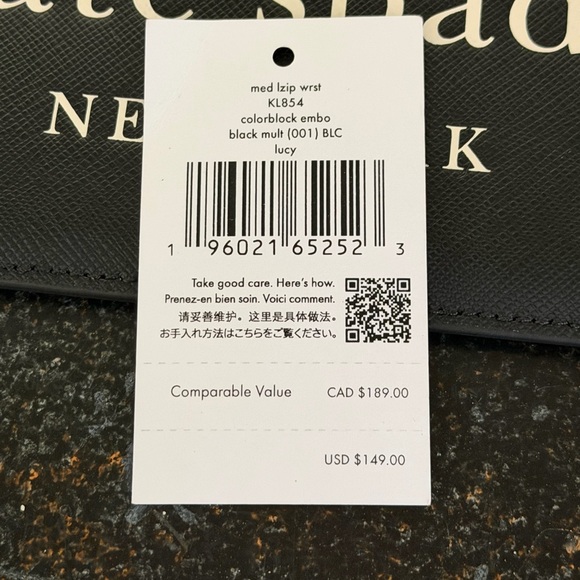 ate spad
NE
RK
med lzip wrst
KL854
colorblock embo
black mult (001) BLC
lucy
1 96021 65252 3
Take good care. Here's how.
Prenez-en bien soin. Voici comment.
请妥善维护。这里是具体做法。
お手入れ方法はこちらをご覧ください。
Comparable Value CAD $189.00
USD $149.00